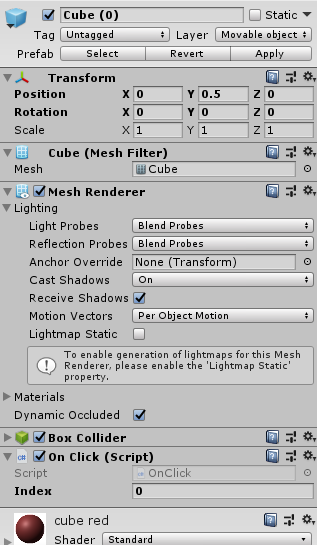 Cube (0) Static
Tag Untagged Layer Movable object
Prefab Select Revert Apply
Transform
Position X 0 Y 0.5 Z 0
Rotation X 0 Y 0 Z 0
Scale X 1 Y 1 Z 1
Cube (Mesh Filter)
Mesh Cube
Mesh Renderer
Lighting
Light Probes Blend Probes
Reflection Probes Blend Probes
Anchor Override None (Transform)
Cast Shadows On
Receive Shadows
Motion Vectors Per Object Motion
Lightmap Static
To enable generation of lightmaps for this Mesh
Renderer, please enable the 'Lightmap Static'
property.
Materials
Dynamic Occluded
Box Collider
On Click (Script)
Script OnClick
Index 0
cube red
Shader Standard